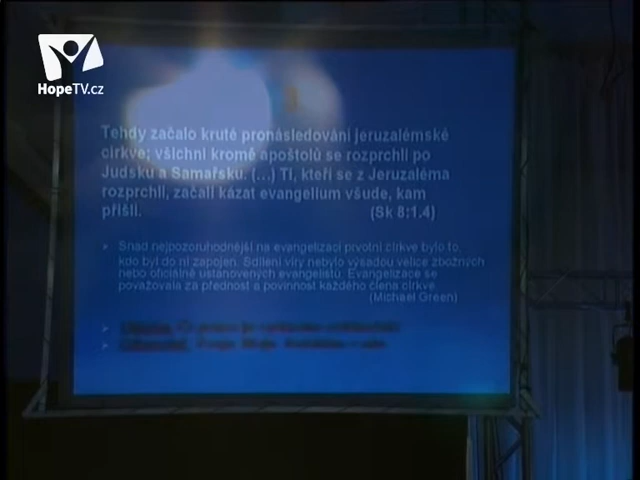 HopeTV.cz
Tehdy začalo kruté pronásledování jeruzalémské
církve; všichni kromě apoštolů se rozprchli po
Judsku a Samařsku. (...) Ti, kteří se z Jeruzaléma
rozprchli, začali kázat evangelium všude, kam
přišli. (Sk 8:1.4)
Snad nejpozoruhodnější na evangelizaci prvotní církve bylo to,
kdo byl do ní zapojen. Sdílení víry nebylo výsadou velice zbožných
nebo oficiálně ustanovených evangelistů. Evangelizace se
považovala za přednost a povinnost každého člena církve.
(Michael Green)